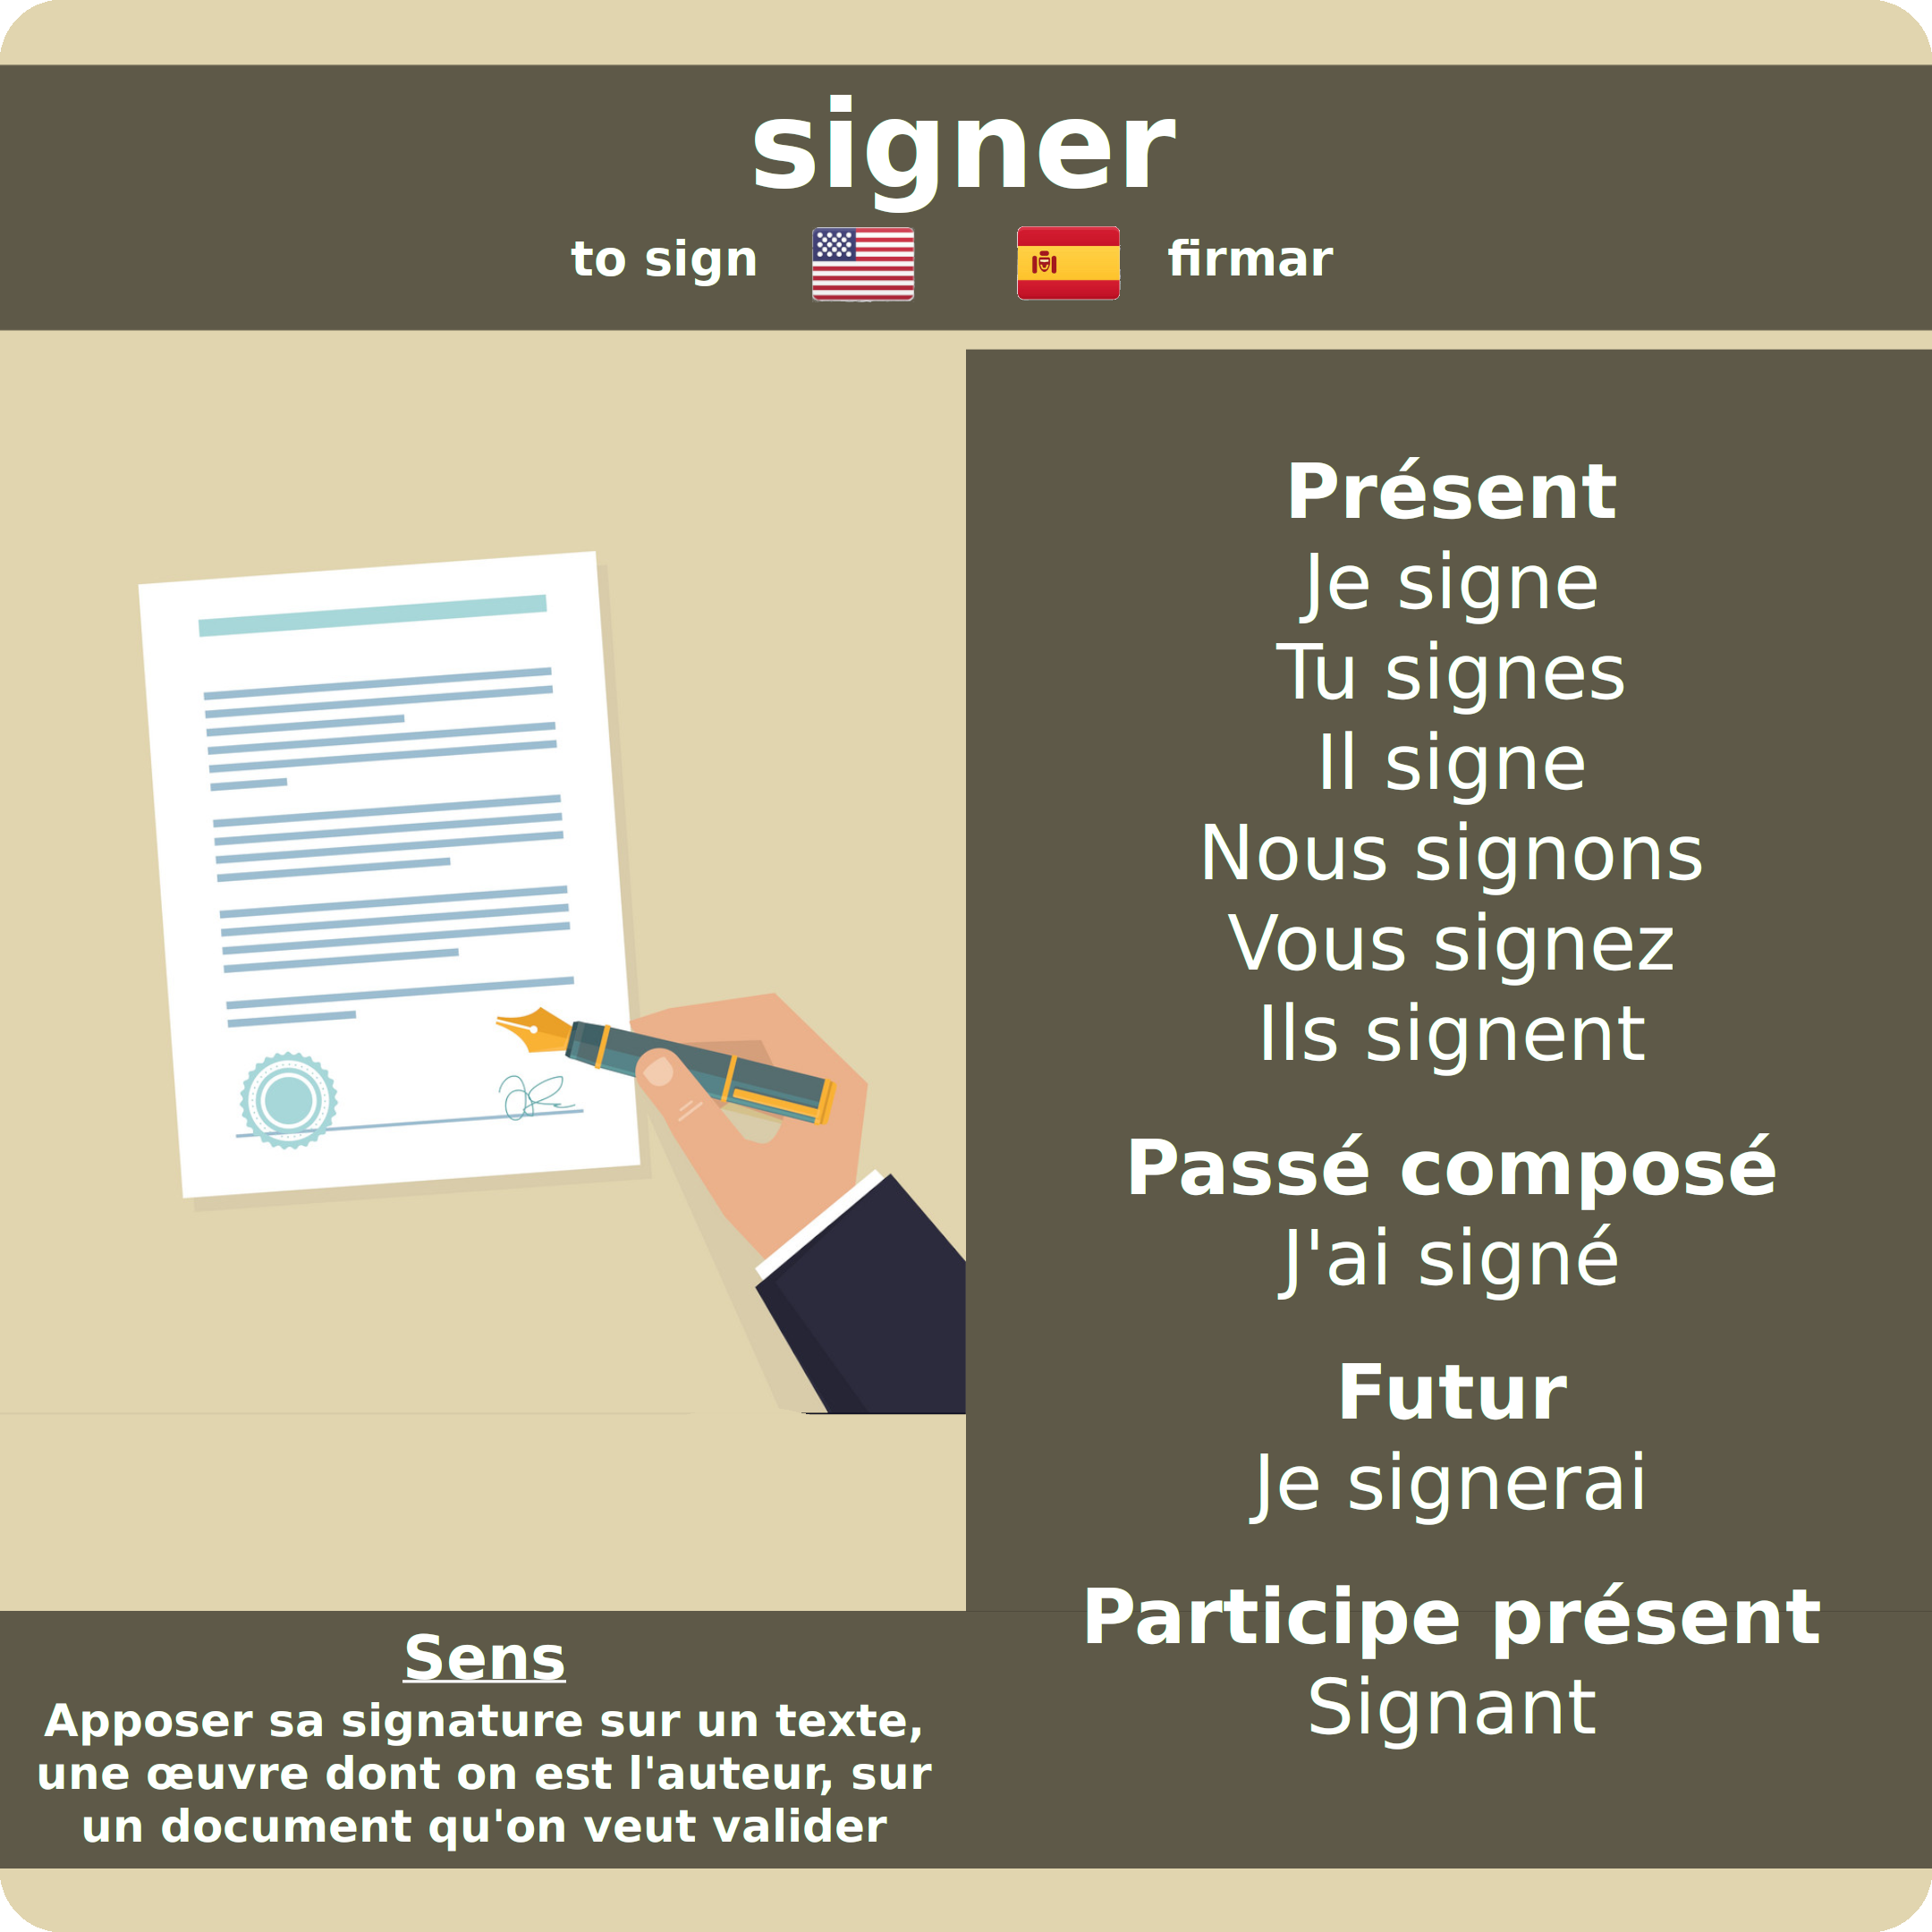 signer
to sign firmar
Présent
Je signe
Tu signes
Il signe
Nous signons
Vous signez
Ils signent
Passé composé
J'ai signé
Futur
Je signerai
Participe présent
Signant
Sens
Apposer sa signature sur un texte,
une œuvre dont on est l'auteur, sur
un document qu'on veut valider